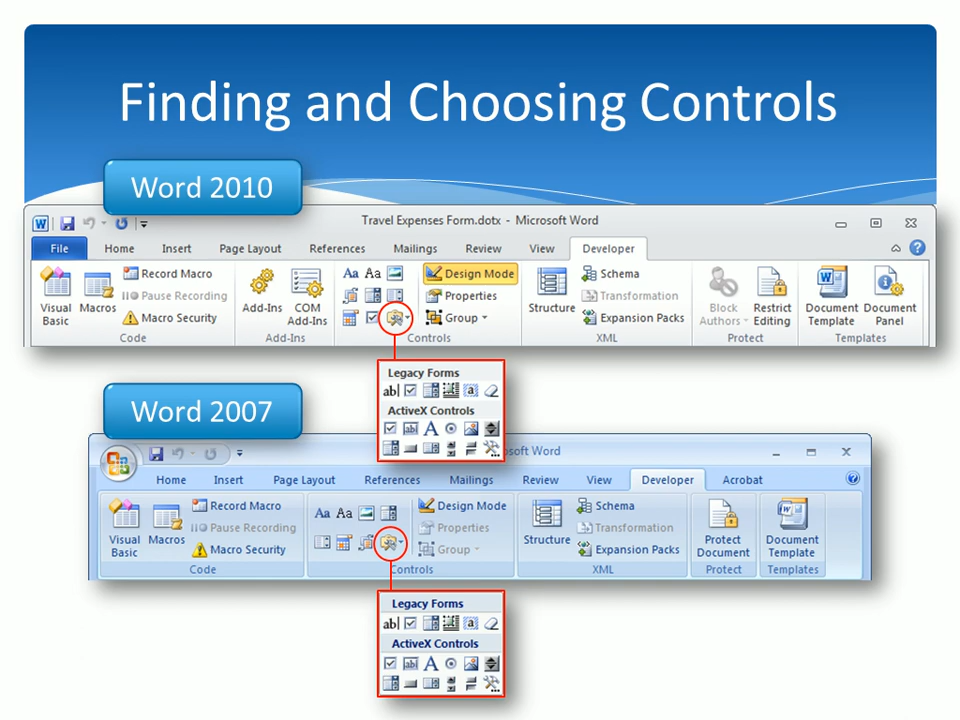 Finding and Choosing Controls
Word 2010
Travel Expenses Form.dotx - Microsoft Word
File Home Insert Page Layout References Mailings Review View Developer
Record Macro
Pause Recording
Macro Security
Visual Basic
Macros
Code
Add-Ins
COM Add-Ins
Add-Ins
Aa Aa
Design Mode
Properties
Group
Controls
Structure
Schema
Transformation
Expansion Packs
XML
Block Authors
Restrict Editing
Protect
Document Template
Document Panel
Templates
Legacy Forms
ab|
ActiveX Controls
Word 2007
soft Word
Home Insert Page Layout References Mailings Review View Developer Acrobat
Visual Basic
Macros
Record Macro
Pause Recording
Macro Security
Code
Aa Aa
Design Mode
Properties
Group
Controls
Structure
Schema
Transformation
Expansion Packs
XML
Protect Document
Protect
Document Template
Templates
Legacy Forms
ab|
ActiveX Controls